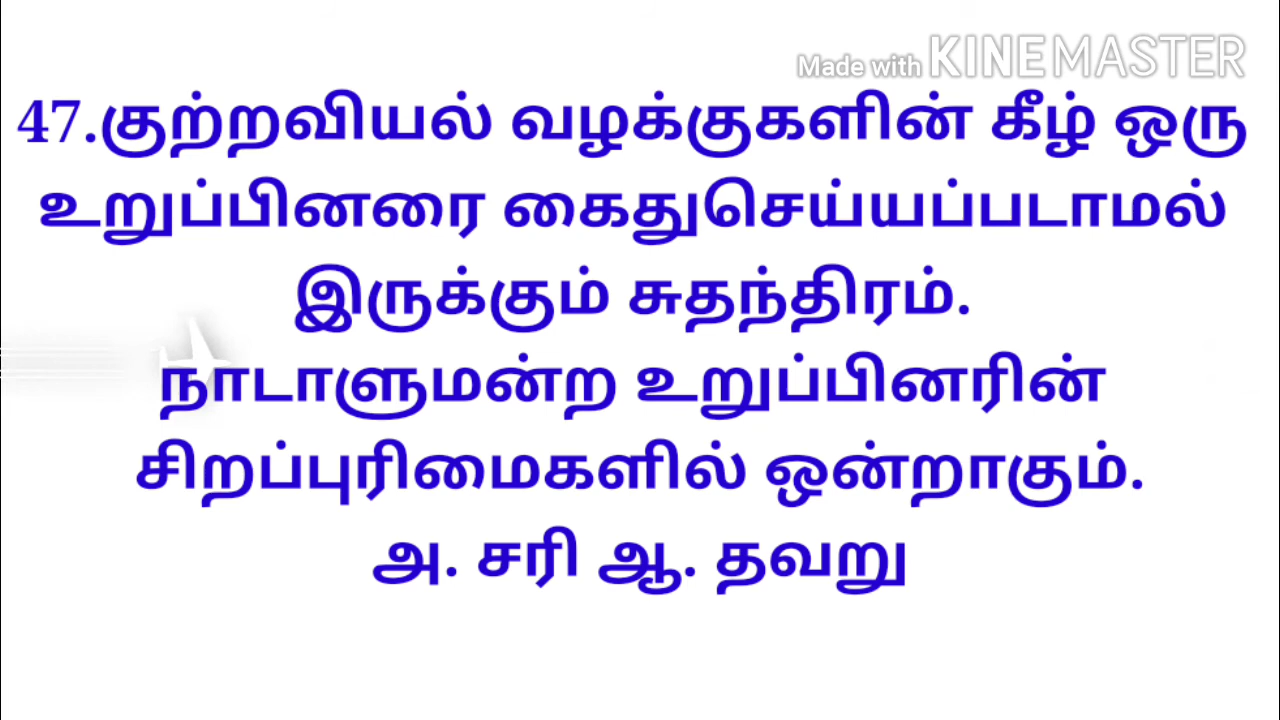 Made with KINEMASTER
47.குற்றவியல் வழக்குகளின் கீழ் ஒரு
உறுப்பினரை கைதுசெய்யப்படாமல்
இருக்கும் சுதந்திரம்.
நாடாளுமன்ற உறுப்பினரின்
சிறப்புரிமைகளில் ஒன்றாகும்.
அ. சரி ஆ. தவறு